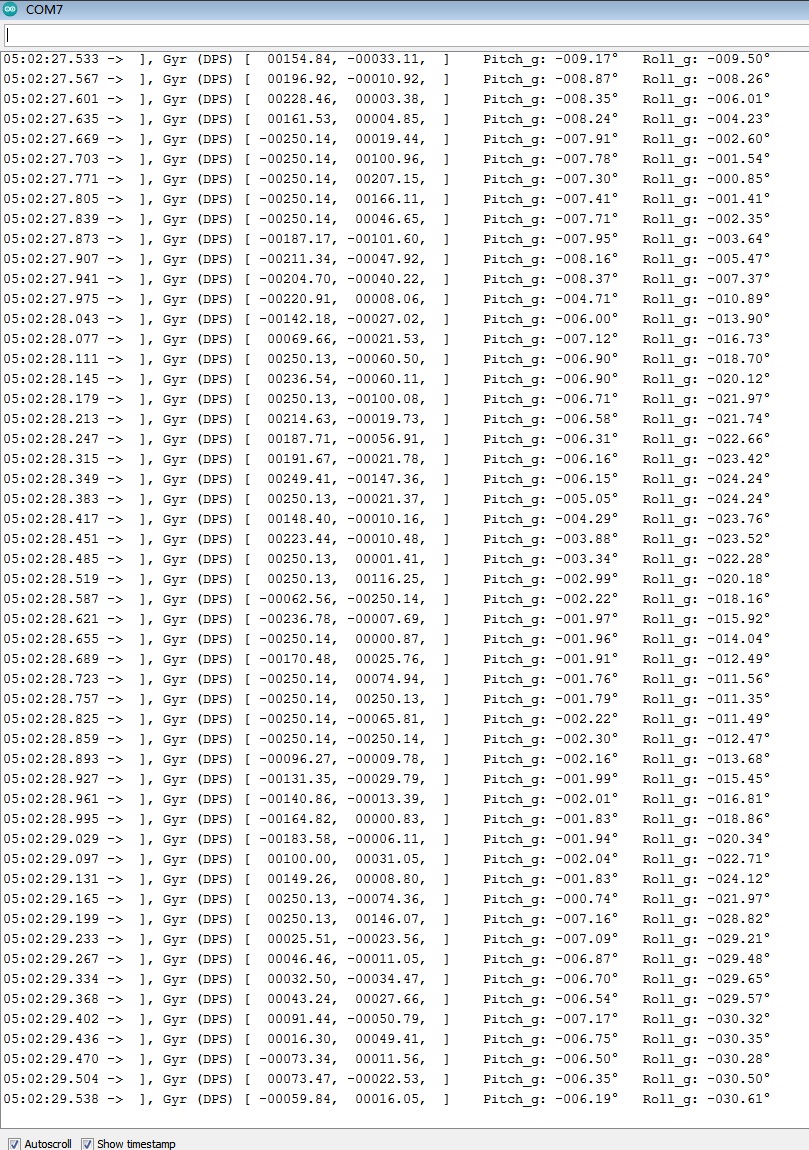 COM7
05:02:27.533 -> ], Gyr (DPS) [ 00154.84, -00033.11, ] Pitch_g: -009.17° Roll_g: -009.50°
05:02:27.567 -> ], Gyr (DPS) [ 00196.92, -00010.92, ] Pitch_g: -008.87° Roll_g: -008.26°
05:02:27.601 -> ], Gyr (DPS) [ 00228.46, 00003.38, ] Pitch_g: -008.35° Roll_g: -006.01°
05:02:27.635 -> ], Gyr (DPS) [ 00161.53, 00004.85, ] Pitch_g: -008.24° Roll_g: -004.23°
05:02:27.669 -> ], Gyr (DPS) [ -00250.14, 00019.44, ] Pitch_g: -007.91° Roll_g: -002.60°
05:02:27.703 -> ], Gyr (DPS) [ -00250.14, 00100.96, ] Pitch_g: -007.78° Roll_g: -001.54°
05:02:27.771 -> ], Gyr (DPS) [ -00250.14, 00207.15, ] Pitch_g: -007.30° Roll_g: -000.85°
05:02:27.805 -> ], Gyr (DPS) [ -00250.14, 00166.11, ] Pitch_g: -007.41° Roll_g: -001.41°
05:02:27.839 -> ], Gyr (DPS) [ -00250.14, 00046.65, ] Pitch_g: -007.71° Roll_g: -002.35°
05:02:27.873 -> ], Gyr (DPS) [ -00187.17, -00101.60, ] Pitch_g: -007.95° Roll_g: -003.64°
05:02:27.907 -> ], Gyr (DPS) [ -00211.34, -00047.92, ] Pitch_g: -008.16° Roll_g: -005.47°
05:02:27.941 -> ], Gyr (DPS) [ -00204.70, -00040.22, ] Pitch_g: -008.37° Roll_g: -007.37°
05:02:27.975 -> ], Gyr (DPS) [ -00220.91, 00008.06, ] Pitch_g: -004.71° Roll_g: -010.89°
05:02:28.043 -> ], Gyr (DPS) [ -00142.18, -00027.02, ] Pitch_g: -006.00° Roll_g: -013.90°
05:02:28.077 -> ], Gyr (DPS) [ 00069.66, -00021.53, ] Pitch_g: -007.12° Roll_g: -016.73°
05:02:28.111 -> ], Gyr (DPS) [ 00250.13, -00060.50, ] Pitch_g: -006.90° Roll_g: -018.70°
05:02:28.145 -> ], Gyr (DPS) [ 00236.54, -00060.11, ] Pitch_g: -006.90° Roll_g: -020.12°
05:02:28.179 -> ], Gyr (DPS) [ 00250.13, -00100.08, ] Pitch_g: -006.71° Roll_g: -021.97°
05:02:28.213 -> ], Gyr (DPS) [ 00214.63, -00019.73, ] Pitch_g: -006.58° Roll_g: -021.74°
05:02:28.247 -> ], Gyr (DPS) [ 00187.71, -00056.91, ] Pitch_g: -006.31° Roll_g: -022.66°
05:02:28.315 -> ], Gyr (DPS) [ 00191.67, -00021.78, ] Pitch_g: -006.16° Roll_g: -023.42°
05:02:28.349 -> ], Gyr (DPS) [ 00249.41, -00147.36, ] Pitch_g: -006.15° Roll_g: -024.24°
05:02:28.383 -> ], Gyr (DPS) [ 00250.13, -00021.37, ] Pitch_g: -005.05° Roll_g: -024.24°
05:02:28.417 -> ], Gyr (DPS) [ 00148.40, -00010.16, ] Pitch_g: -004.29° Roll_g: -023.76°
05:02:28.451 -> ], Gyr (DPS) [ 00223.44, -00010.48, ] Pitch_g: -003.88° Roll_g: -023.52°
05:02:28.485 -> ], Gyr (DPS) [ 00250.13, 00001.41, ] Pitch_g: -003.34° Roll_g: -022.28°
05:02:28.519 -> ], Gyr (DPS) [ 00250.13, 00116.25, ] Pitch_g: -002.99° Roll_g: -020.18°
05:02:28.587 -> ], Gyr (DPS) [ -00062.56, -00250.14, ] Pitch_g: -002.22° Roll_g: -018.16°
05:02:28.621 -> ], Gyr (DPS) [ -00236.78, -00007.69, ] Pitch_g: -001.97° Roll_g: -015.92°
05:02:28.655 -> ], Gyr (DPS) [ -00250.14, 00000.87, ] Pitch_g: -001.96° Roll_g: -014.04°
05:02:28.689 -> ], Gyr (DPS) [ -00170.48, 00025.76, ] Pitch_g: -001.91° Roll_g: -012.49°
05:02:28.723 -> ], Gyr (DPS) [ -00250.14, 00074.94, ] Pitch_g: -001.76° Roll_g: -011.56°
05:02:28.757 -> ], Gyr (DPS) [ -00250.14, 00250.13, ] Pitch_g: -001.79° Roll_g: -011.35°
05:02:28.825 -> ], Gyr (DPS) [ -00250.14, -00065.81, ] Pitch_g: -002.22° Roll_g: -011.49°
05:02:28.859 -> ], Gyr (DPS) [ -00250.14, -00250.14, ] Pitch_g: -002.30° Roll_g: -012.47°
05:02:28.893 -> ], Gyr (DPS) [ -00096.27, -00009.78, ] Pitch_g: -002.16° Roll_g: -013.68°
05:02:28.927 -> ], Gyr (DPS) [ -00131.35, -00029.79, ] Pitch_g: -001.99° Roll_g: -015.45°
05:02:28.961 -> ], Gyr (DPS) [ -00140.86, -00013.39, ] Pitch_g: -002.01° Roll_g: -016.81°
05:02:28.995 -> ], Gyr (DPS) [ -00164.82, 00000.83, ] Pitch_g: -001.83° Roll_g: -018.86°
05:02:29.029 -> ], Gyr (DPS) [ -00183.58, -00006.11, ] Pitch_g: -001.94° Roll_g: -020.34°
05:02:29.097 -> ], Gyr (DPS) [ 00100.00, 00031.05, ] Pitch_g: -002.04° Roll_g: -022.71°
05:02:29.131 -> ], Gyr (DPS) [ 00149.26, 00008.80, ] Pitch_g: -001.83° Roll_g: -024.12°
05:02:29.165 -> ], Gyr (DPS) [ 00250.13, -00074.36, ] Pitch_g: -000.74° Roll_g: -021.97°
05:02:29.199 -> ], Gyr (DPS) [ 00250.13, 00146.07, ] Pitch_g: -007.16° Roll_g: -028.82°
05:02:29.233 -> ], Gyr (DPS) [ 00025.51, -00023.56, ] Pitch_g: -007.09° Roll_g: -029.21°
05:02:29.267 -> ], Gyr (DPS) [ 00046.46, -00011.05, ] Pitch_g: -006.87° Roll_g: -029.48°
05:02:29.334 -> ], Gyr (DPS) [ 00032.50, -00034.47, ] Pitch_g: -006.70° Roll_g: -029.65°
05:02:29.368 -> ], Gyr (DPS) [ 00043.24, 00027.66, ] Pitch_g: -006.54° Roll_g: -029.57°
05:02:29.402 -> ], Gyr (DPS) [ 00091.44, -00050.79, ] Pitch_g: -007.17° Roll_g: -030.32°
05:02:29.436 -> ], Gyr (DPS) [ 00016.30, 00049.41, ] Pitch_g: -006.75° Roll_g: -030.35°
05:02:29.470 -> ], Gyr (DPS) [ -00073.34, 00011.56, ] Pitch_g: -006.50° Roll_g: -030.28°
05:02:29.504 -> ], Gyr (DPS) [ 00073.47, -00022.53, ] Pitch_g: -006.35° Roll_g: -030.50°
05:02:29.538 -> ], Gyr (DPS) [ -00059.84, 00016.05, ] Pitch_g: -006.19° Roll_g: -030.61°
Autoscroll Show timestamp